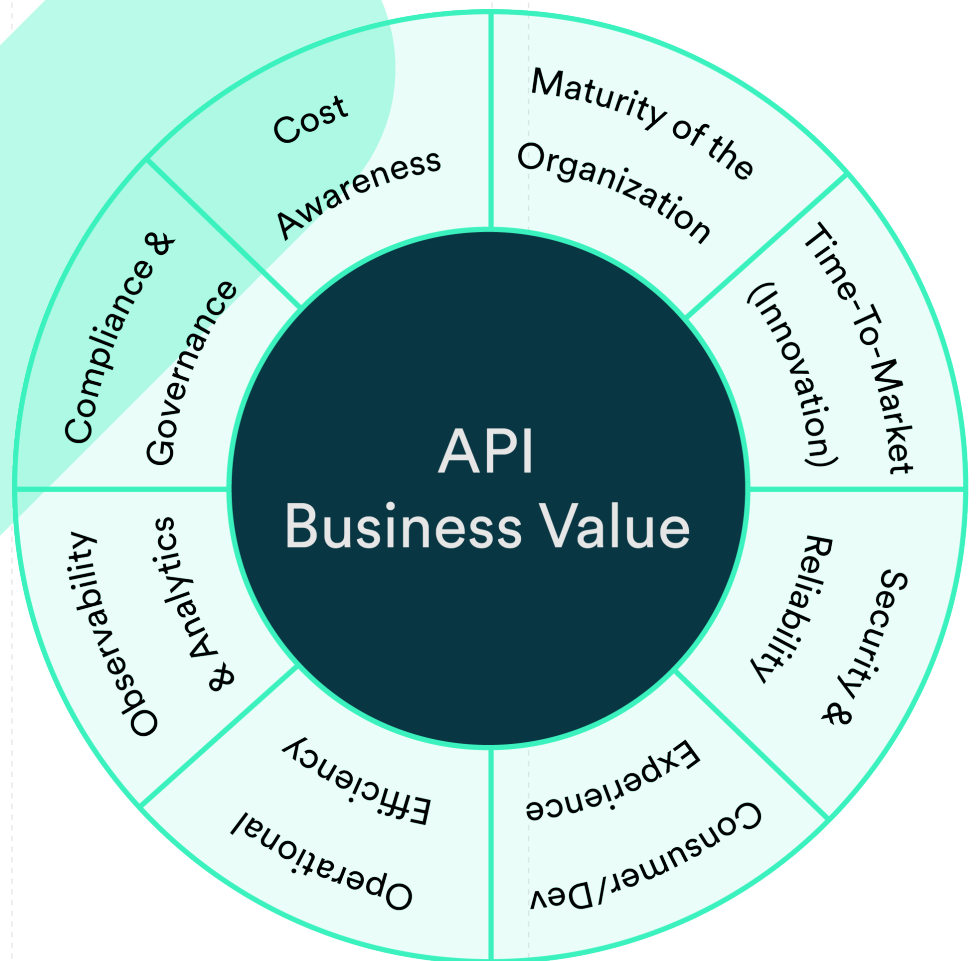 Cost
Awareness
Maturity of the
Organization
Time-To-Market
(Innovation)
Security &
Reliability
Consumer/Dev
Experience
Operational
Efficiency
Observability
& Analytics
Compliance &
Governance
API
Business Value